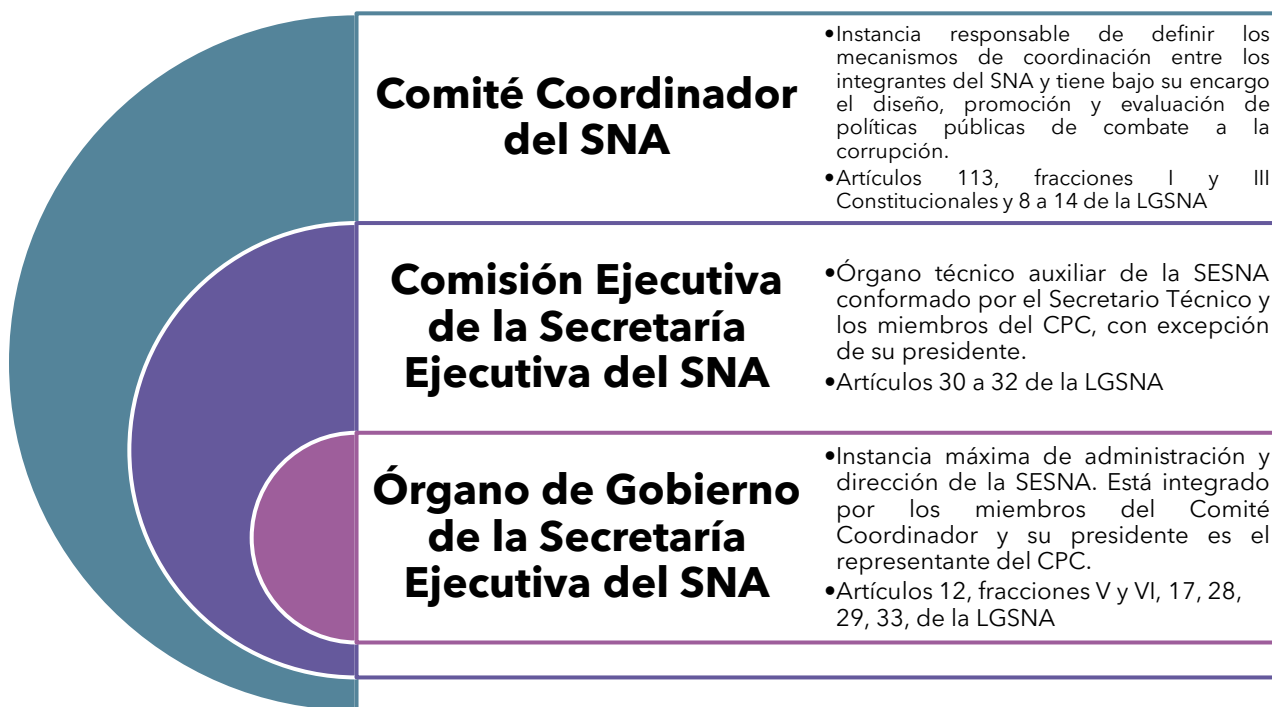 Comité Coordinador
del SNA
•Instancia responsable de definir los
mecanismos de coordinación entre los
integrantes del SNA y tiene bajo su encargo
el diseño, promoción y evaluación de
políticas públicas de combate a la
corrupción.
•Artículos 113, fracciones I y III
Constitucionales y 8 a 14 de la LGSNA
Comisión Ejecutiva
de la Secretaría
Ejecutiva del SNA
•Órgano técnico auxiliar de la SESNA
conformado por el Secretario Técnico y
los miembros del CPC, con excepción
de su presidente.
•Artículos 30 a 32 de la LGSNA
Órgano de Gobierno
de la Secretaría
Ejecutiva del SNA
•Instancia máxima de administración y
dirección de la SESNA. Está integrado
por los miembros del Comité
Coordinador y su presidente es el
representante del CPC.
•Artículos 12, fracciones V y VI, 17, 28,
29, 33, de la LGSNA